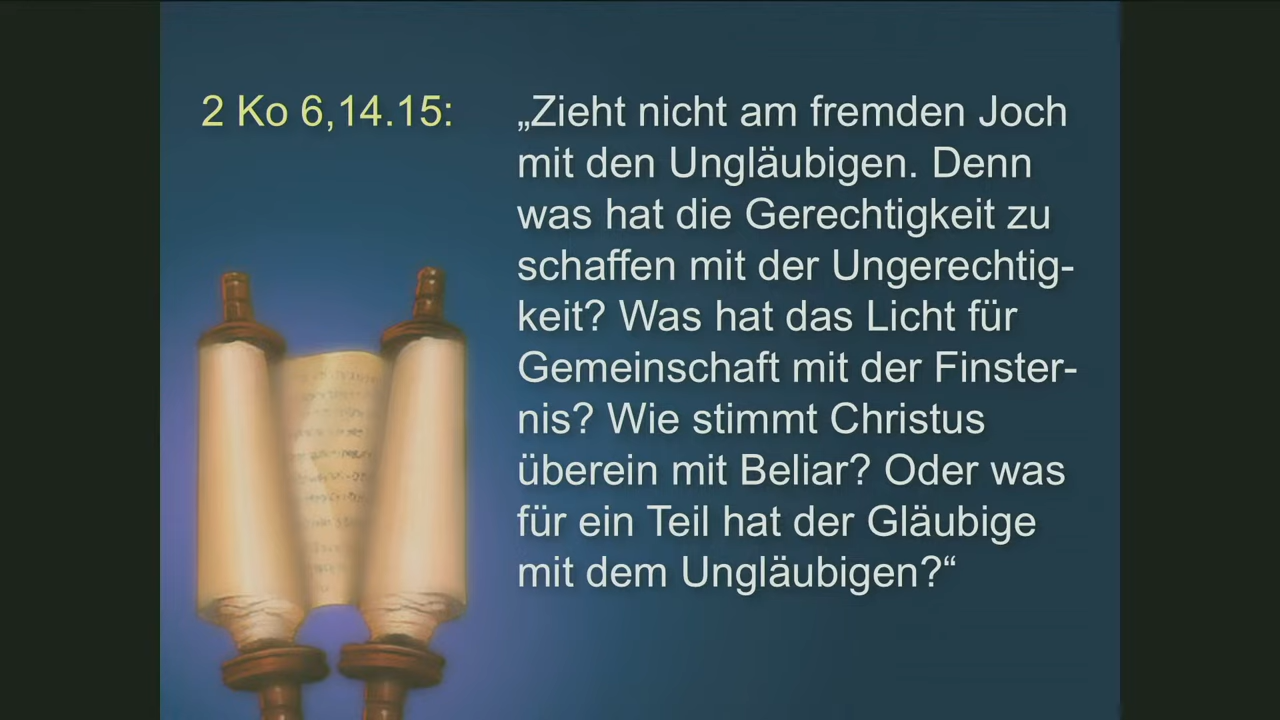 2 Ko 6,14.15:
„Zieht nicht am fremden Joch
mit den Ungläubigen. Denn
was hat die Gerechtigkeit zu
schaffen mit der Ungerechtig-
keit? Was hat das Licht für
Gemeinschaft mit der Finster-
nis? Wie stimmt Christus
überein mit Beliar? Oder was
für ein Teil hat der Gläubige
mit dem Ungläubigen?“